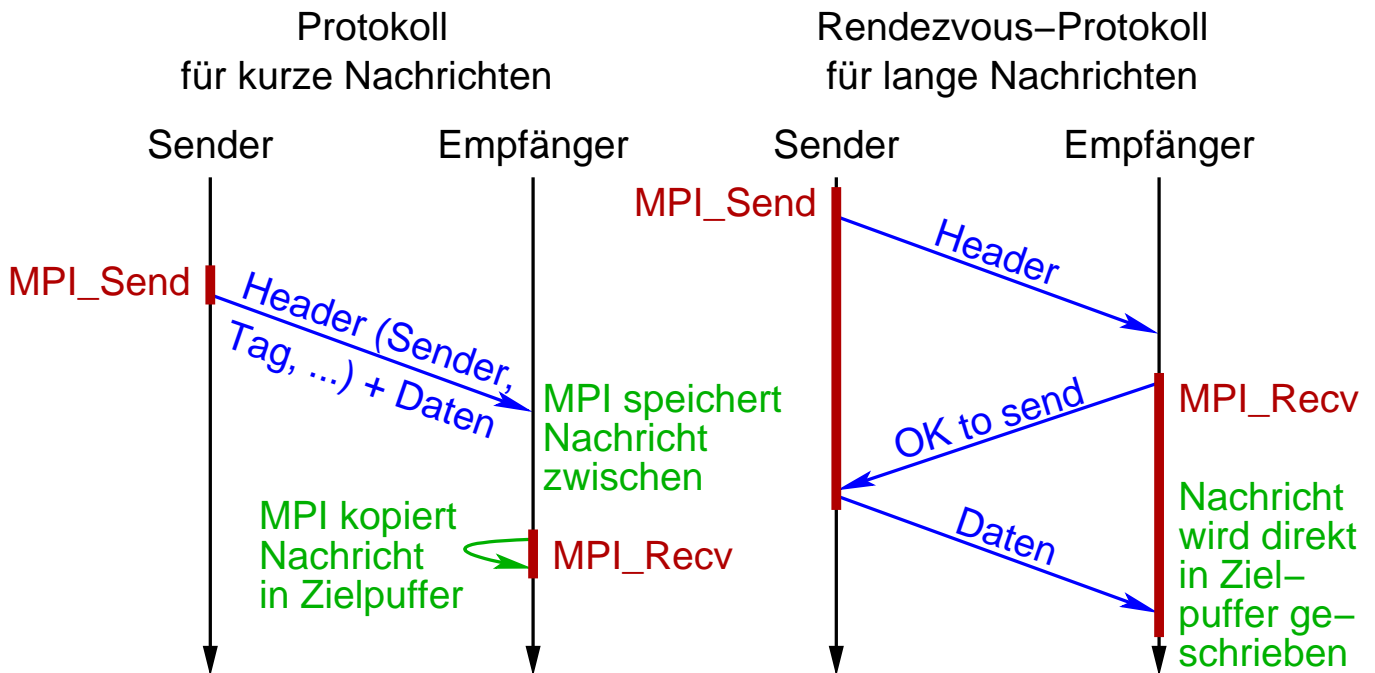 Protokoll
für kurze Nachrichten
Sender
Empfänger
MPI_Send
Header (Sender,
Tag, ...) + Daten
MPI speichert
Nachricht
zwischen
MPI kopiert
Nachricht
in Zielpuffer
MPI_Recv
Rendezvous−Protokoll
für lange Nachrichten
Sender
Empfänger
MPI_Send
Header
MPI_Recv
OK to send
Daten
Nachricht
wird direkt
in Ziel−
puffer ge−
schrieben